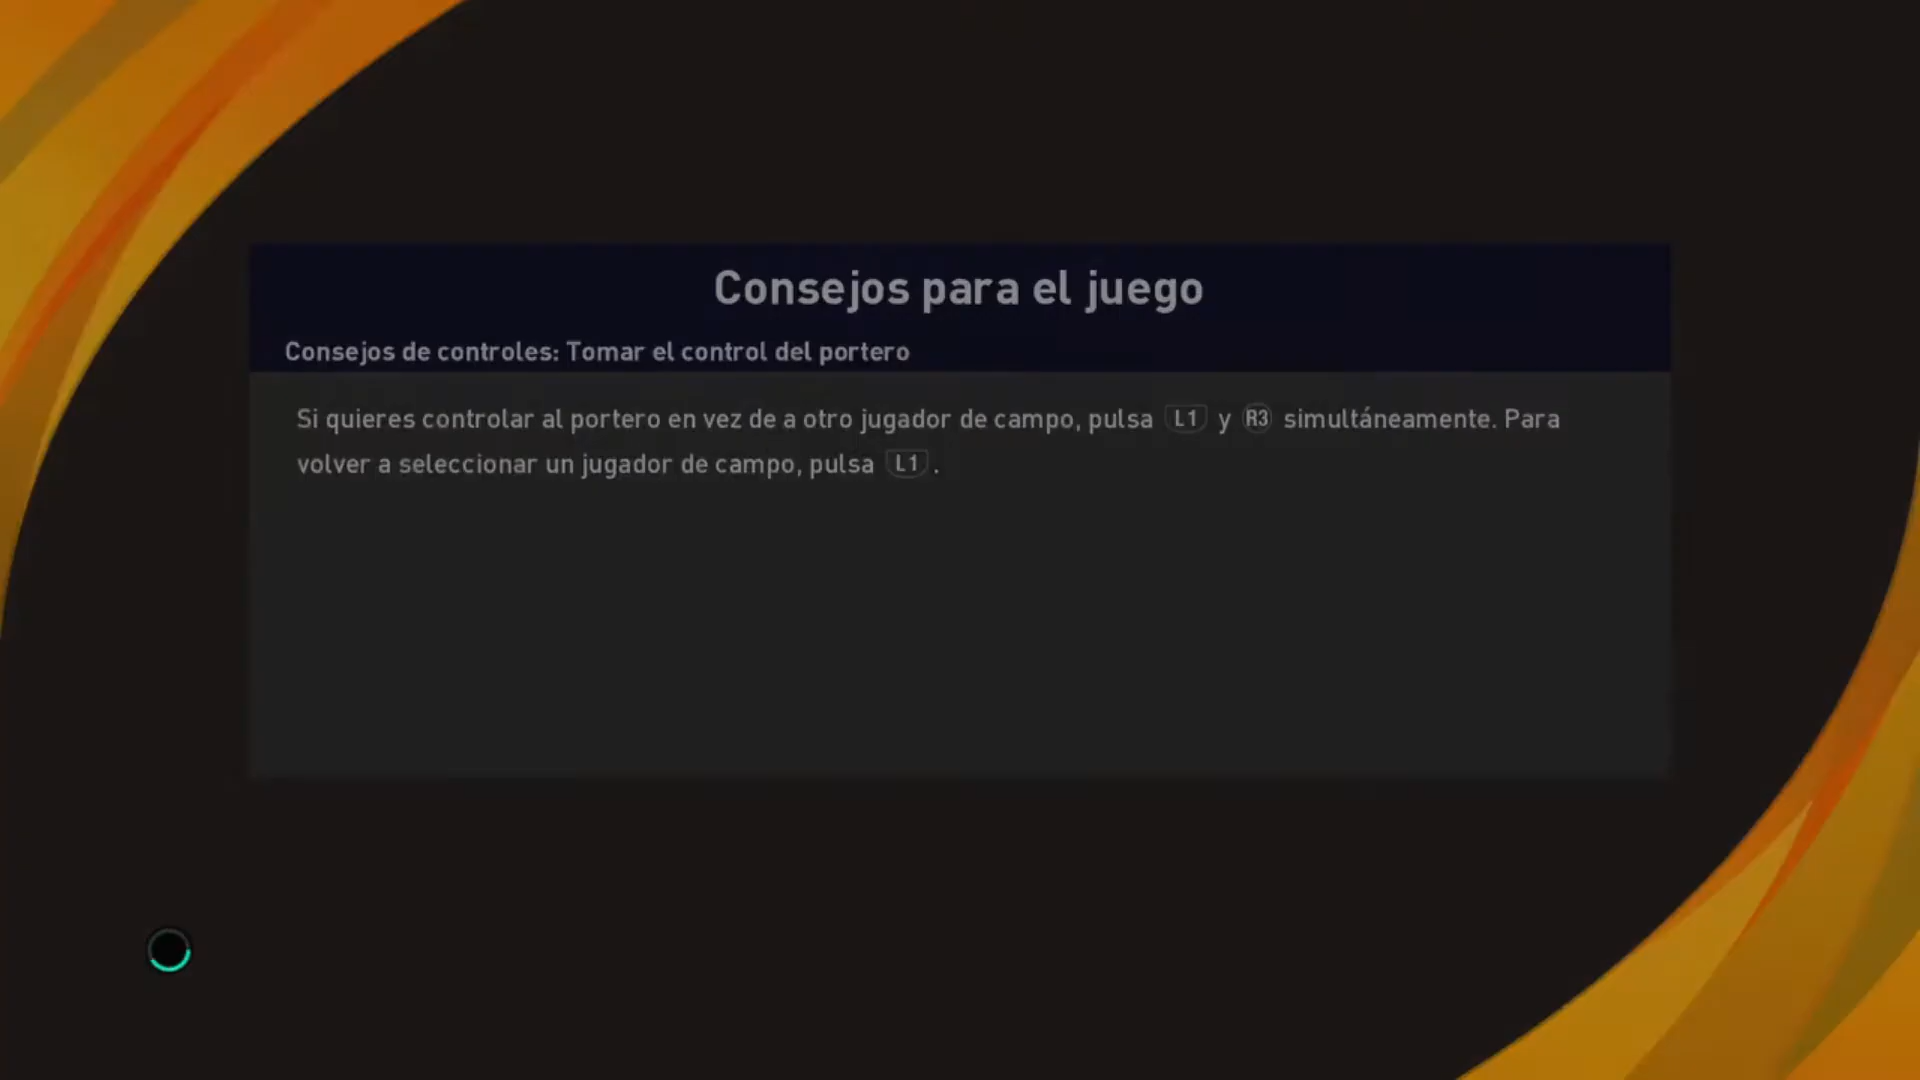 Consejos para el juego
Consejos de controles: Tomar el control del portero
Si quieres controlar al portero en vez de a otro jugador de campo, pulsa L1 y R3 simultáneamente. Para
volver a seleccionar un jugador de campo, pulsa L1 .